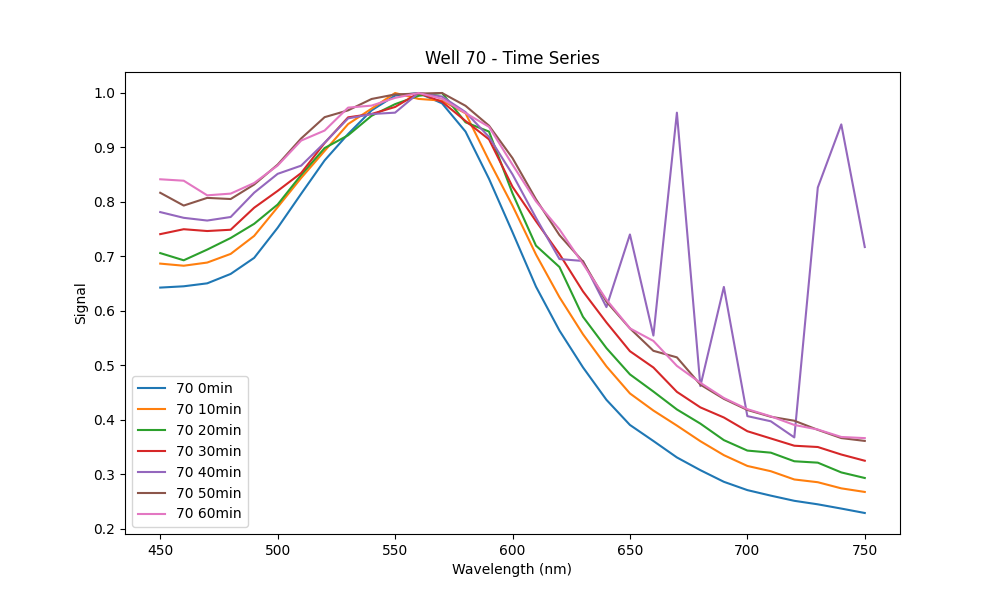 Well 70 - Time Series
1.0
0.9
0.8
0.7
0.6
0.5
0.4
0.3
0.2
Signal
70 0min
70 10min
70 20min
70 30min
70 40min
70 50min
70 60min
450 500 550 600 650 700 750
Wavelength (nm)